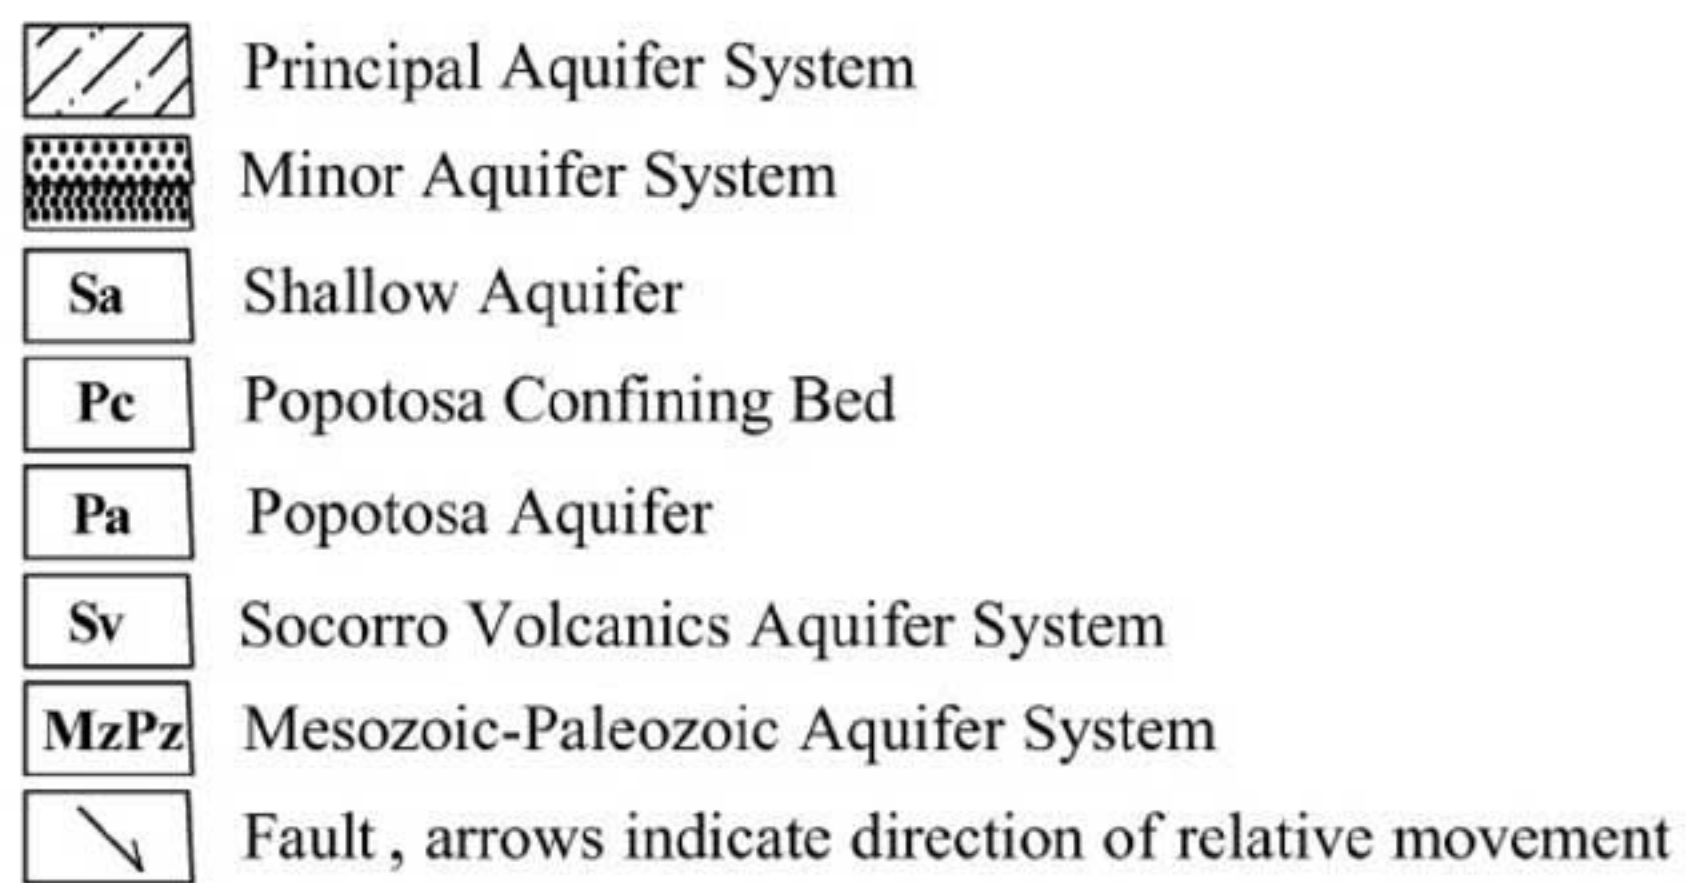 Principal Aquifer System
Minor Aquifer System
Sa Shallow Aquifer
Pc Popotosa Confining Bed
Pa Popotosa Aquifer
Sv Socorro Volcanics Aquifer System
MzPz Mesozoic-Paleozoic Aquifer System
Fault, arrows indicate direction of relative movement